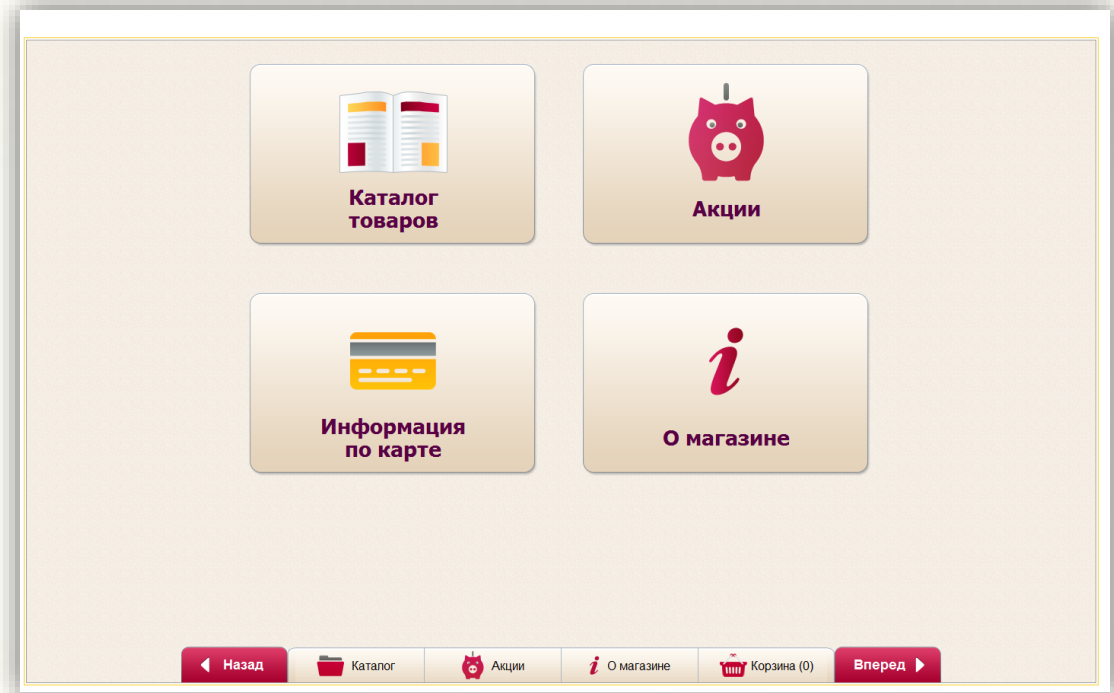 Каталог
товаров
Акции
Информация
по карте
О магазине
Назад
Каталог
Акции
О магазине
Корзина (0)
Вперед